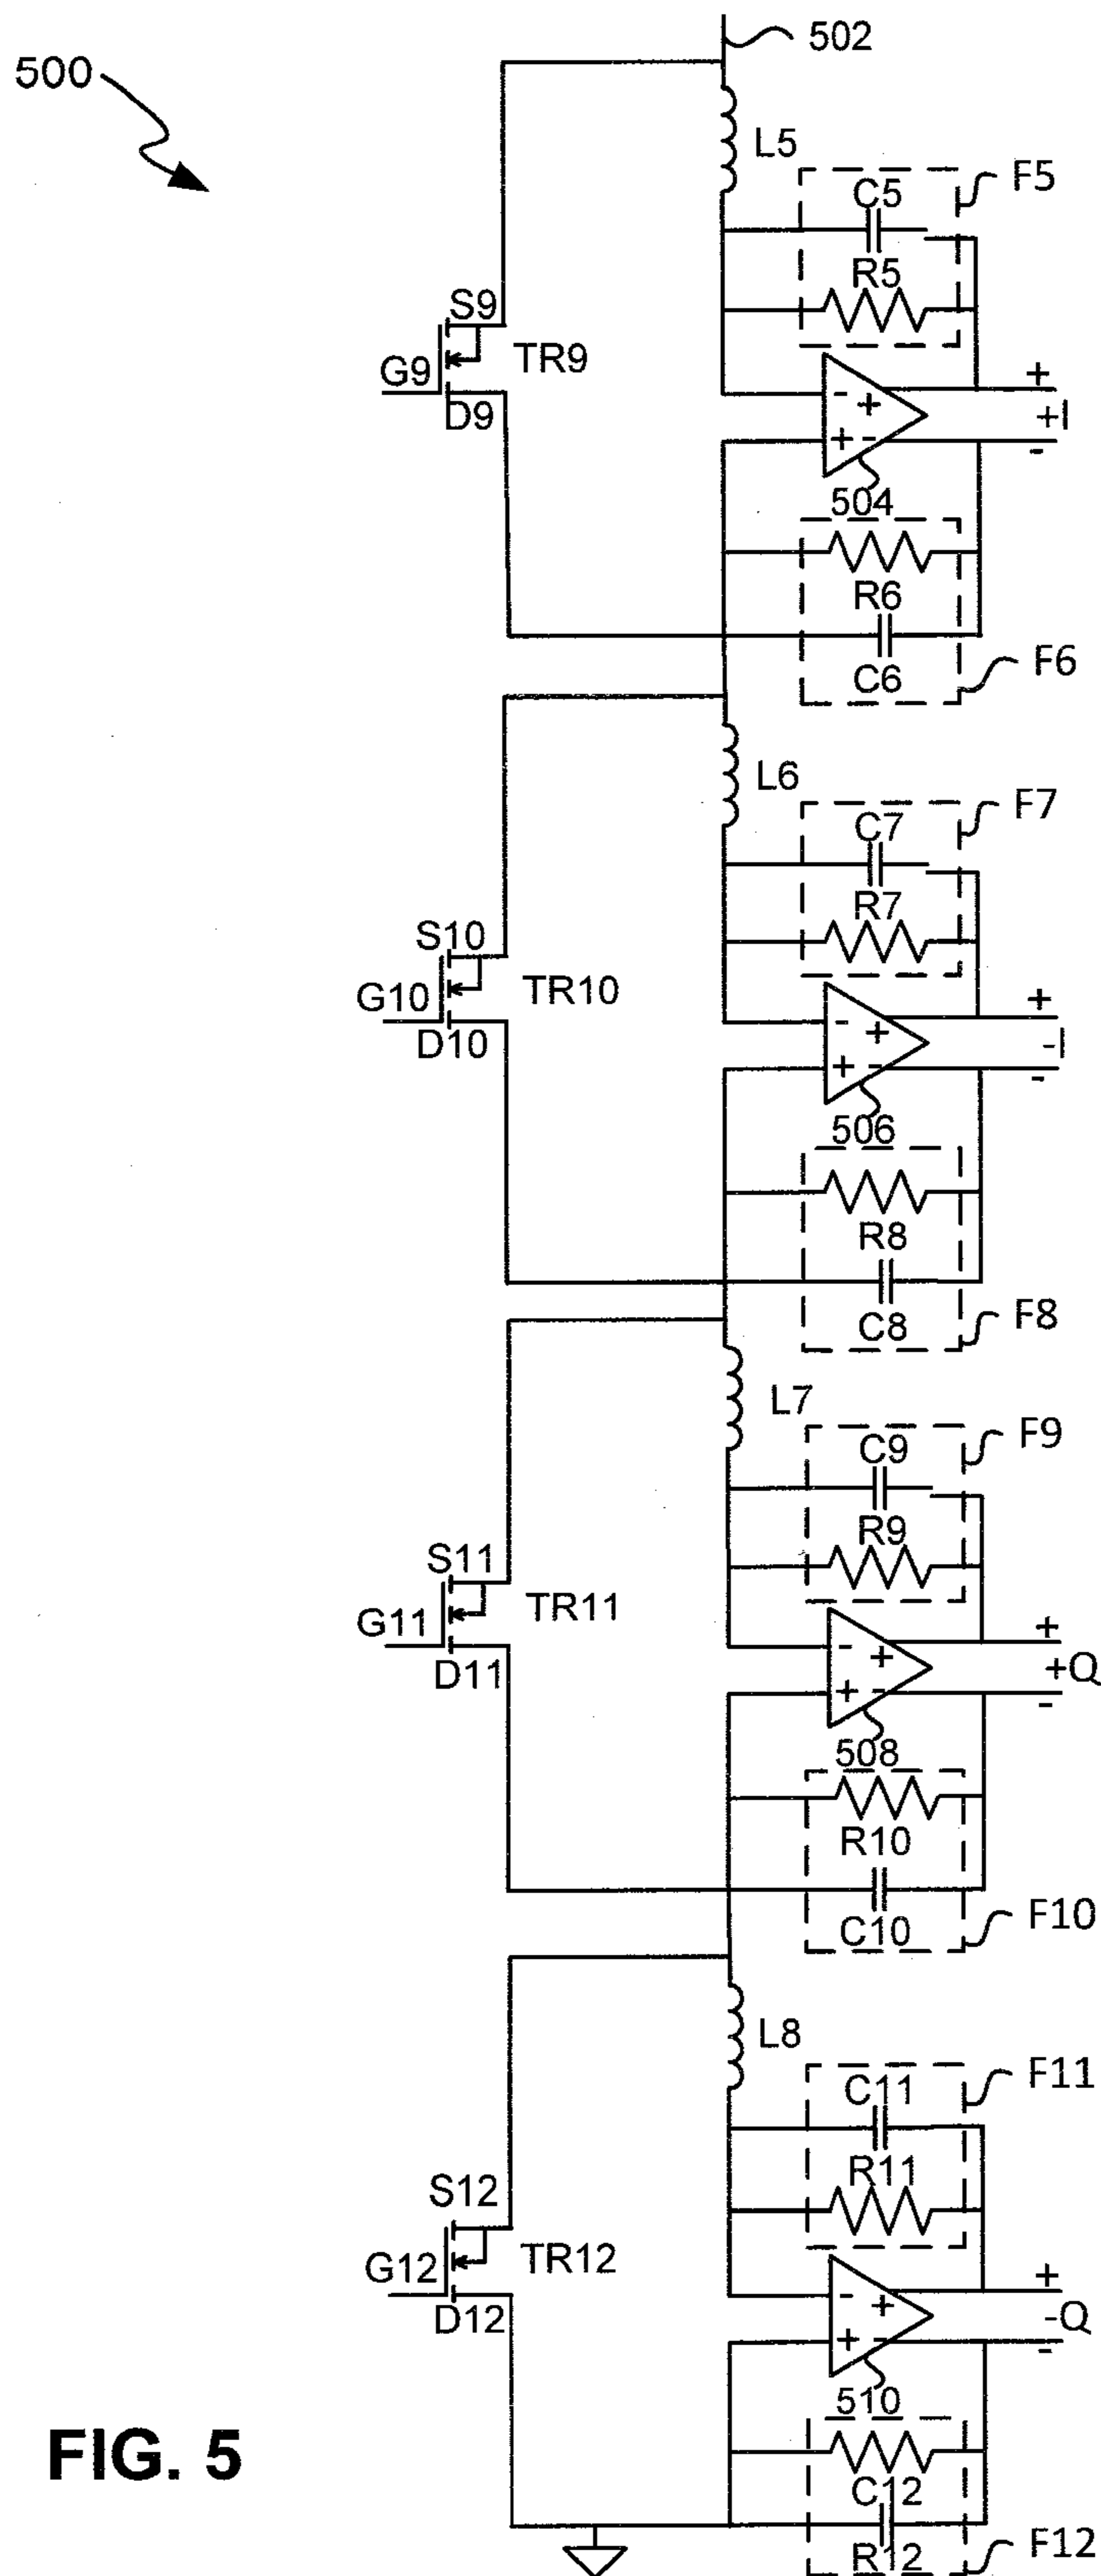 502
500
L5
F5
C5
R5
S9
TR9
G9
D9
-
+
+
-
+
+I
-
504
R6
C6
F6
L6
F7
C7
R7
S10
TR10
G10
D10
-
+
+
-
+
-I
-
506
R8
C8
F8
L7
F9
C9
R9
S11
TR11
G11
D11
-
+
+
-
+
+Q
-
508
R10
C10
F10
L8
F11
C11
R11
S12
TR12
G12
D12
-
+
+
-
+
-Q
-
510
C12
R12
F12
FIG. 5